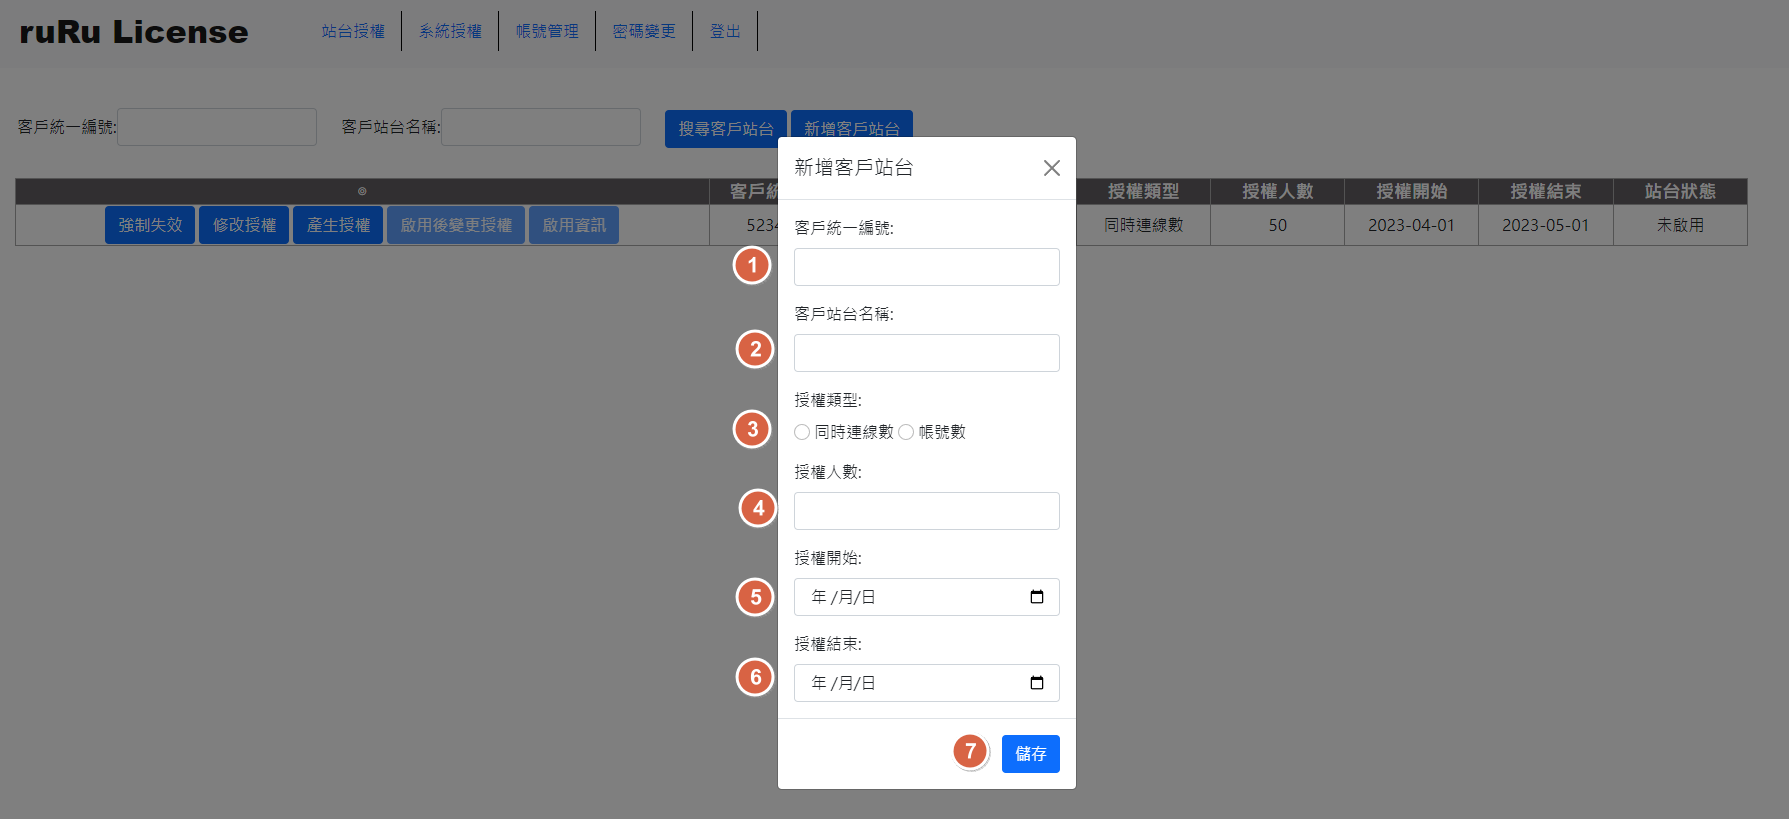 ruRu License 站台授權 系統授權 帳號管理 密碼變更 登出
客戶統一編號: 客戶站台名稱: 搜尋客戶站台 新增客戶站台
◎ 授權類型 授權人數 授權開始 授權結束 站台狀態
強制失效 修改授權 產生授權 啟用後變更授權 啟用資訊 5234 同時連線數 50 2023-04-01 2023-05-01 未啟用
新增客戶站台
客戶統一編號:
1
客戶站台名稱:
2
授權類型:
3 同時連線數 帳號數
授權人數:
4
授權開始:
5 年 /月/日
授權結束:
6 年 /月/日
7 儲存